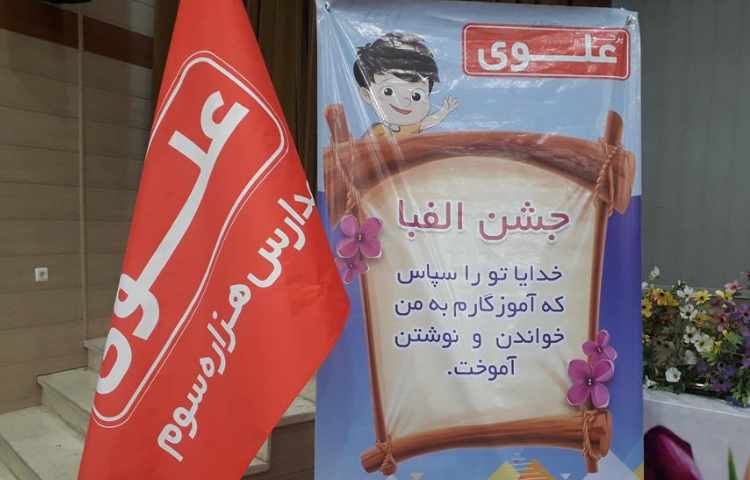 علوی
مدارس هزاره سوم
علوی
جشن الفبا
خدایا تو را سپاس
که آموزگارم به من
خواندن و نوشتن
آموخت.